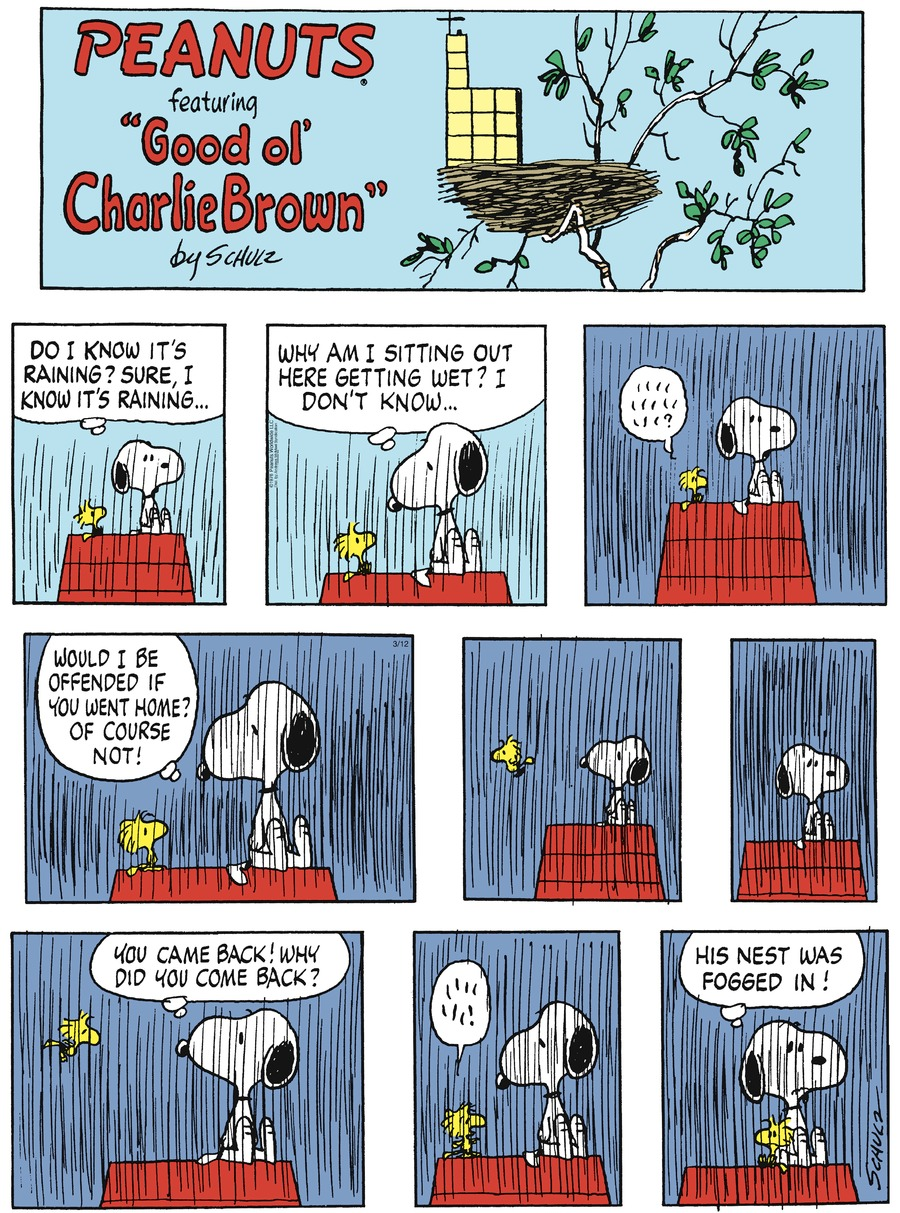 PEANUTS
featuring
"Good ol'
Charlie Brown"
by SCHULZ
DO I KNOW IT'S
RAINING? SURE, I
KNOW IT'S RAINING...
WHY AM I SITTING OUT
HERE GETTING WET? I
DON'T KNOW...
?
3/12
WOULD I BE
OFFENDED IF
YOU WENT HOME?
OF COURSE
NOT!
YOU CAME BACK! WHY
DID YOU COME BACK?
!
HIS NEST WAS
FOGGED IN!
SCHULZ